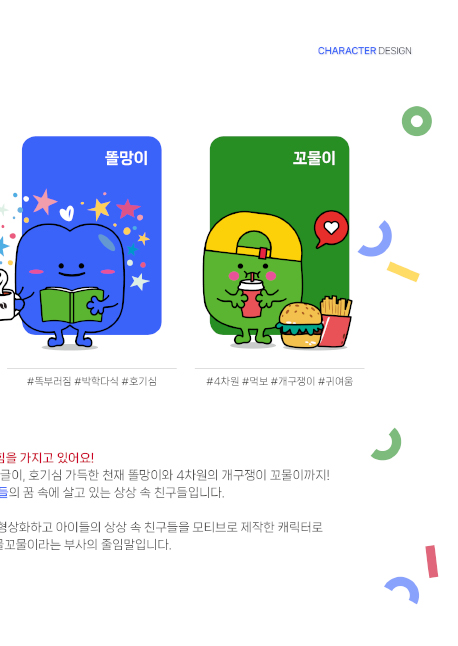 CHARACTER DESIGN
똘망이
꼬물이
#똑부러짐 #박학다식 #호기심
#4차원 #먹보 #개구쟁이 #귀여움
힘을 가지고 있어요!
글이, 호기심 가득한 천재 똘망이와 4차원의 개구쟁이 꼬물이까지!
들의 꿈 속에 살고 있는 상상 속 친구들입니다.
형상화하고 아이들의 상상 속 친구들을 모티브로 제작한 캐릭터로
물꼬물이라는 부사의 줄임말입니다.